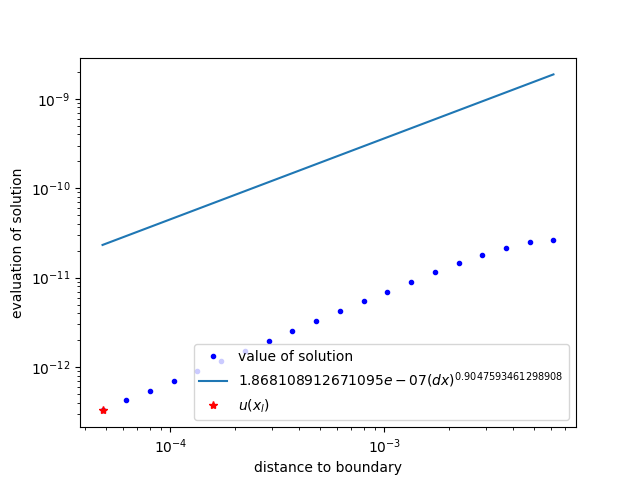 10⁻⁹
10⁻¹⁰
10⁻¹¹
10⁻¹²
evaluation of solution
value of solution
1.868108912671095e − 07(dx)^0.9047593461298908
u(x_l)
10⁻⁴
10⁻³
distance to boundary